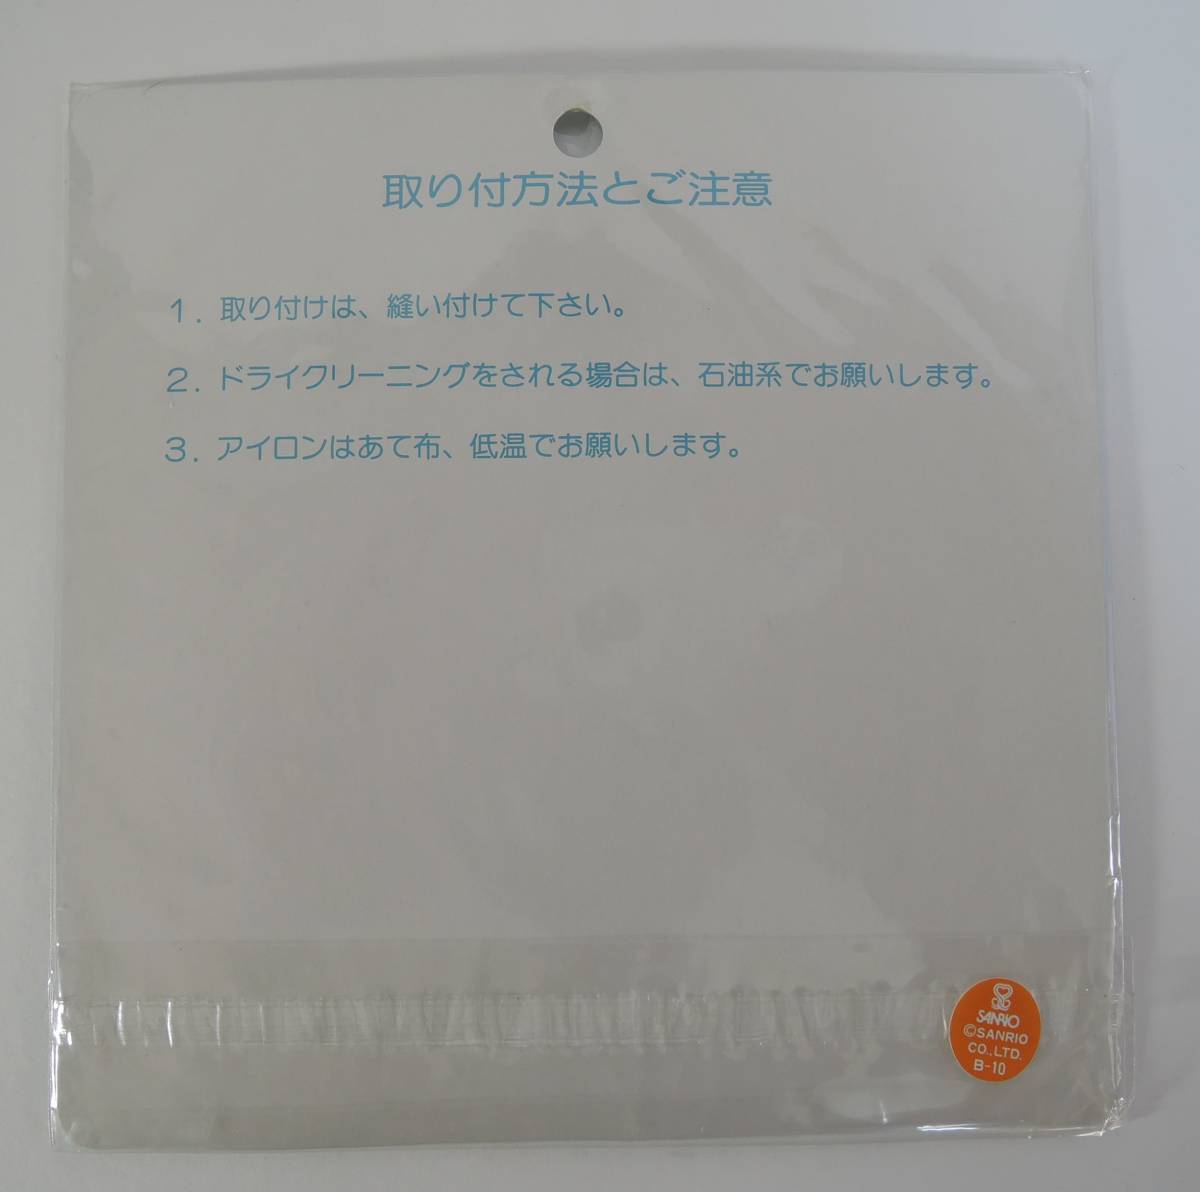 取り付方法とご注意
1. 取り付けは、縫い付けて下さい。
2. ドライクリーニングをされる場合は、石油系でお願いします。
3. アイロンはあて布、低温でお願いします。
SANRIO
©SANRIO
CO.,LTD.
B-10